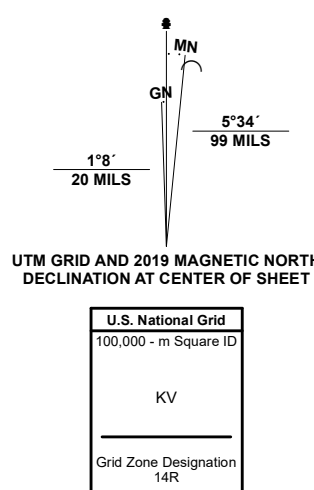 MN
GN
5°34´
99 MILS
1°8´
20 MILS
UTM GRID AND 2019 MAGNETIC NORTH
DECLINATION AT CENTER OF SHEET
U.S. National Grid
100,000 - m Square ID
KV
Grid Zone Designation
14R